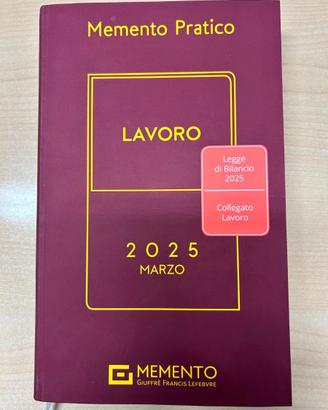 Memento Pratico
LAVORO
Legge
di Bilancio
2025
Collegato
Lavoro
2025
MARZO
MEMENTO
GIUFFRÈ FRANCIS LEFEBVRE